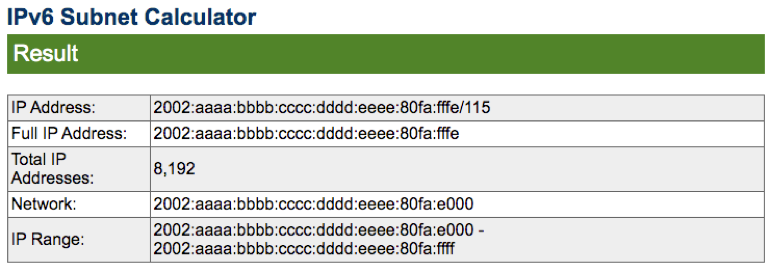 IPv6 Subnet Calculator
Result
IP Address: 2002:aaaa:bbbb:cccc:dddd:eeee:80fa:fffe/115
Full IP Address: 2002:aaaa:bbbb:cccc:dddd:eeee:80fa:fffe
Total IP
Addresses: 8,192
Network: 2002:aaaa:bbbb:cccc:dddd:eeee:80fa:e000
IP Range: 2002:aaaa:bbbb:cccc:dddd:eeee:80fa:e000 -
2002:aaaa:bbbb:cccc:dddd:eeee:80fa:ffff